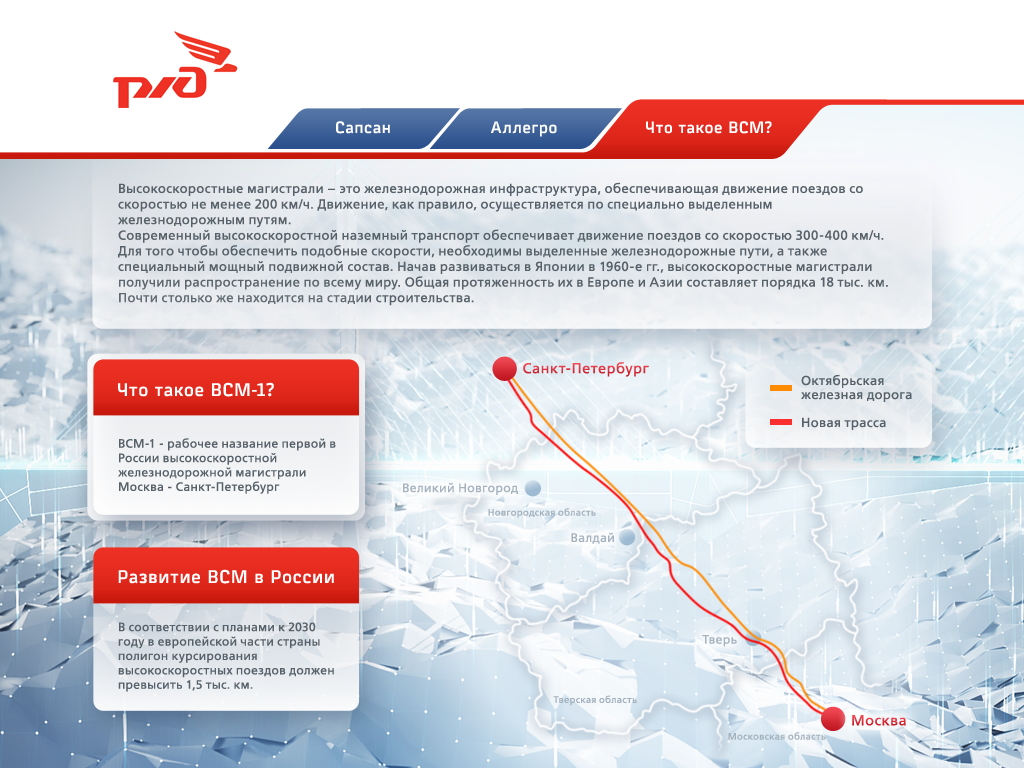 ржд
Сапсан
Аллегро
Что такое ВСМ?
Высокоскоростные магистрали – это железнодорожная инфраструктура, обеспечивающая движение поездов со
скоростью не менее 200 км/ч. Движение, как правило, осуществляется по специально выделенным
железнодорожным путям.
Современный высокоскоростной наземный транспорт обеспечивает движение поездов со скоростью 300-400 км/ч.
Для того чтобы обеспечить подобные скорости, необходимы выделенные железнодорожные пути, а также
специальный мощный подвижной состав. Начав развиваться в Японии в 1960-е гг., высокоскоростные магистрали
получили распространение по всему миру. Общая протяженность их в Европе и Азии составляет порядка 18 тыс. км.
Почти столько же находится на стадии строительства.
Что такое ВСМ-1?
ВСМ-1 - рабочее название первой в
России высокоскоростной
железнодорожной магистрали
Москва - Санкт-Петербург
Развитие ВСМ в России
В соответствии с планами к 2030
году в европейской части страны
полигон курсирования
высокоскоростных поездов должен
превысить 1,5 тыс. км.
Санкт-Петербург
Октябрьская
железная дорога
Новая трасса
Великий Новгород
Новгородская область
Валдай
Тверь
Тверская область
Москва
Московская область